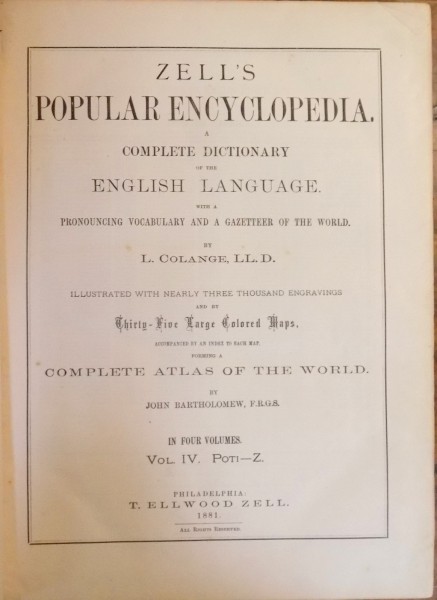 ZELL'S
POPULAR ENCYCLOPEDIA.
A
COMPLETE DICTIONARY
OF THE
ENGLISH LANGUAGE.
WITH A
PRONOUNCING VOCABULARY AND A GAZETTEER OF THE WORLD.
BY
L. COLANGE, LL. D.
ILLUSTRATED WITH NEARLY THREE THOUSAND ENGRAVINGS
AND BY
Thirty-Five Large Colored Maps,
ACCOMPANIED BY AN INDEX TO EACH MAP.
FORMING A
COMPLETE ATLAS OF THE WORLD.
BY
JOHN BARTHOLOMEW, F.R.G.S.
IN FOUR VOLUMES.
VOL. IV. POTI—Z.
PHILADELPHIA:
T. ELLWOOD ZELL.
1881.
ALL RIGHTS RESERVED.